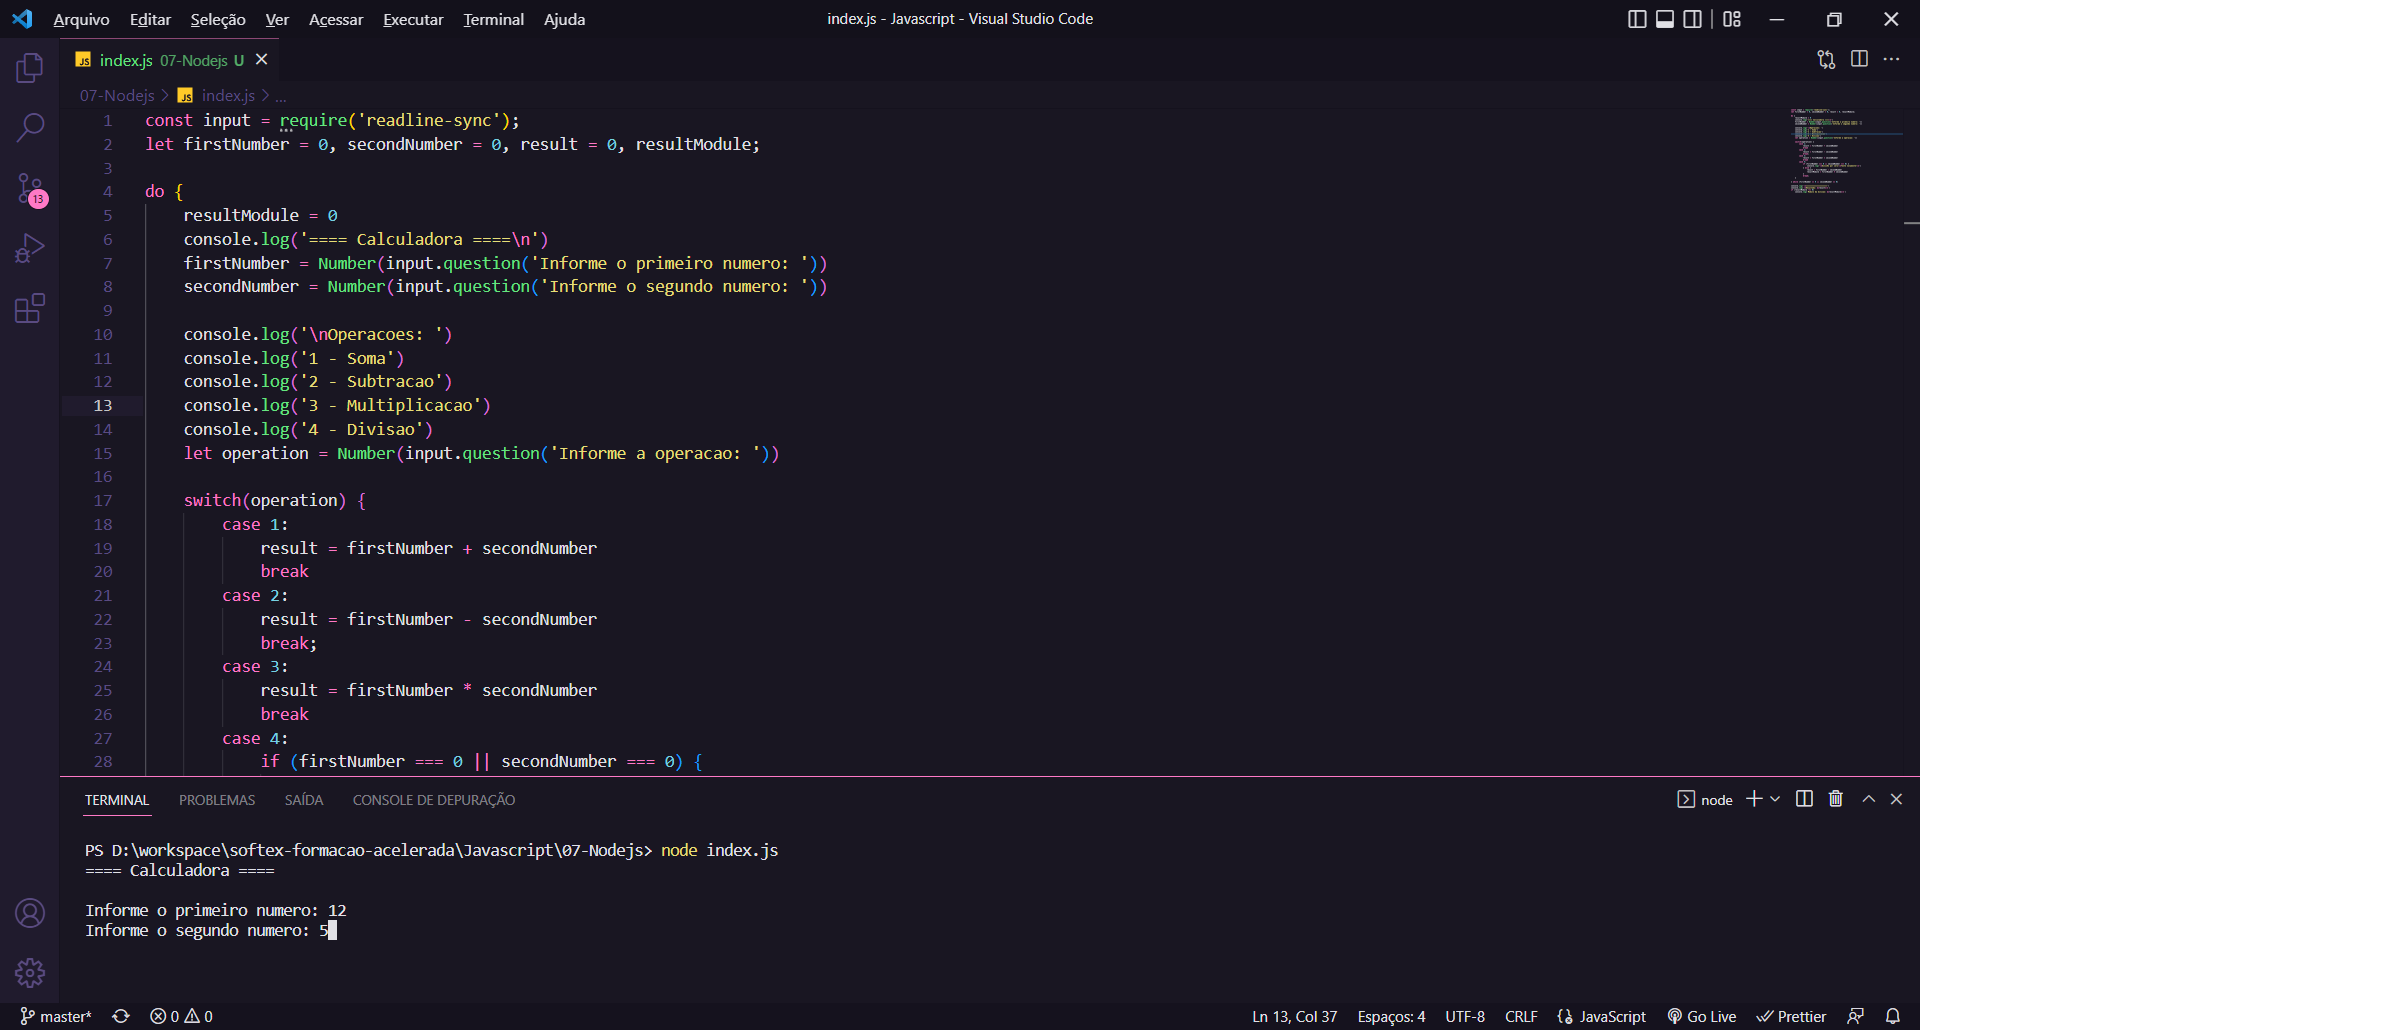 Arquivo Editar Seleção Ver Acessar Executar Terminal Ajuda
index.js - Javascript - Visual Studio Code
JS index.js 07-Nodejs U
07-Nodejs > JS index.js > ...
13
1 const input = require('readline-sync');
2 let firstNumber = 0, secondNumber = 0, result = 0, resultModule;
3
4 do {
5 resultModule = 0
6 console.log('==== Calculadora ====\n')
7 firstNumber = Number(input.question('Informe o primeiro numero: '))
8 secondNumber = Number(input.question('Informe o segundo numero: '))
9
10 console.log('\nOperacoes: ')
11 console.log('1 - Soma')
12 console.log('2 - Subtracao')
13 console.log('3 - Multiplicacao')
14 console.log('4 - Divisao')
15 let operation = Number(input.question('Informe a operacao: '))
16
17 switch(operation) {
18 case 1:
19 result = firstNumber + secondNumber
20 break
21 case 2:
22 result = firstNumber - secondNumber
23 break;
24 case 3:
25 result = firstNumber * secondNumber
26 break
27 case 4:
28 if (firstNumber === 0 || secondNumber === 0) {
TERMINAL PROBLEMAS SAÍDA CONSOLE DE DEPURAÇÃO
node
PS D:\workspace\softex-formacao-acelerada\Javascript\07-Nodejs> node index.js
==== Calculadora ====
Informe o primeiro numero: 12
Informe o segundo numero: 5
master* 0 0
Ln 13, Col 37 Espaços: 4 UTF-8 CRLF JavaScript Go Live Prettier